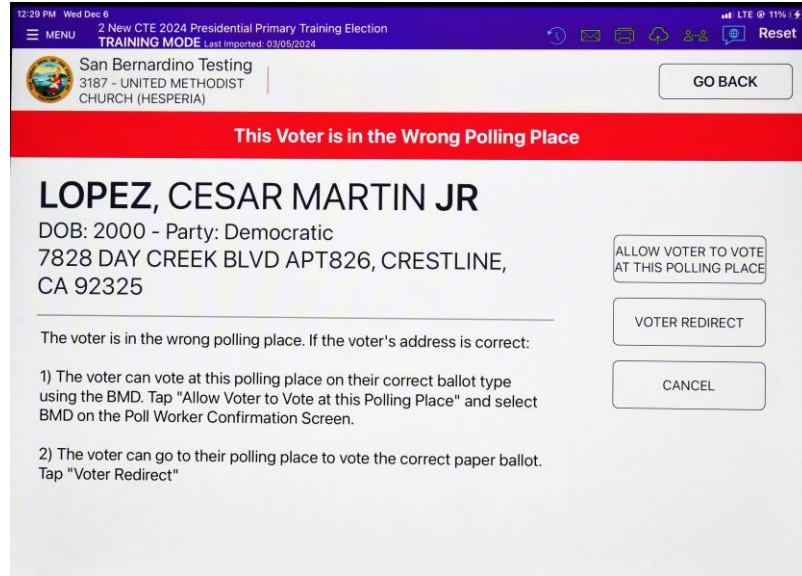 12:29 PM Wed Dec 6
LTE 11%
MENU
2 New CTE 2024 Presidential Primary Training Election
TRAINING MODE Last Imported: 03/05/2024
Reset
San Bernardino Testing
3187 - UNITED METHODIST
CHURCH (HESPERIA)
GO BACK
This Voter is in the Wrong Polling Place
LOPEZ, CESAR MARTIN JR
DOB: 2000 - Party: Democratic
7828 DAY CREEK BLVD APT826, CRESTLINE,
CA 92325
ALLOW VOTER TO VOTE
AT THIS POLLING PLACE
VOTER REDIRECT
CANCEL
The voter is in the wrong polling place. If the voter's address is correct:
1) The voter can vote at this polling place on their correct ballot type
using the BMD. Tap "Allow Voter to Vote at this Polling Place" and select
BMD on the Poll Worker Confirmation Screen.
2) The voter can go to their polling place to vote the correct paper ballot.
Tap "Voter Redirect"